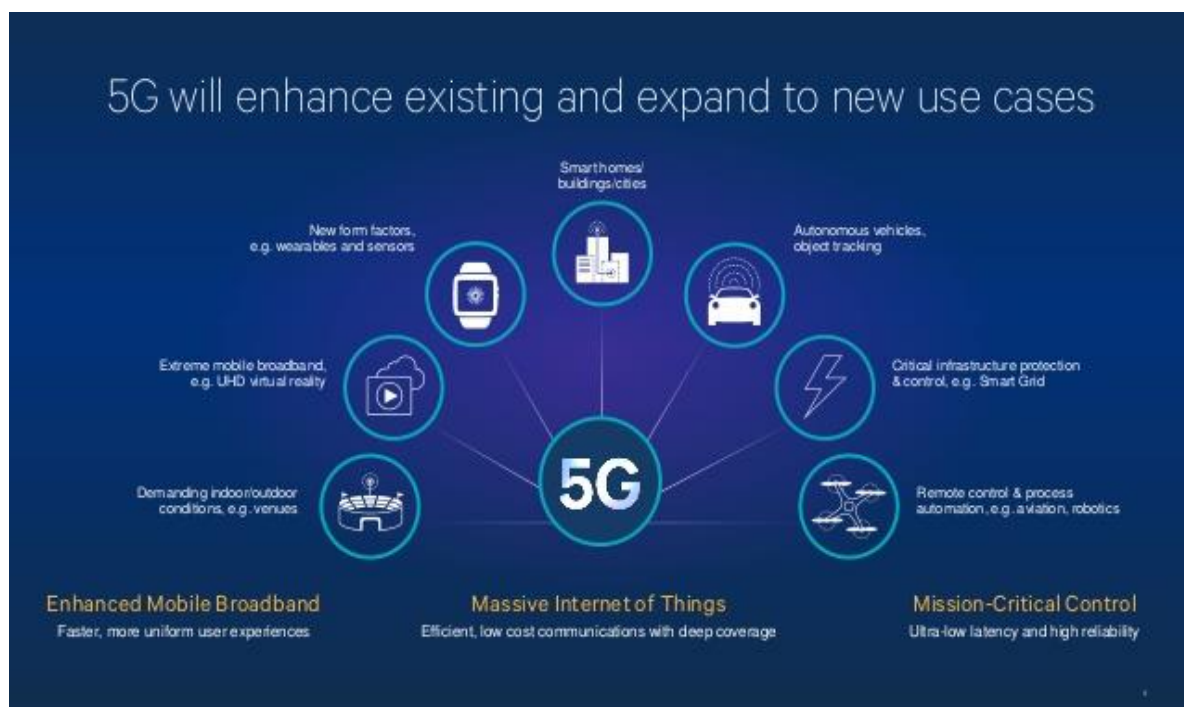 5G will enhance existing and expand to new use cases
Smart homes/
buildings/cities
New form factors,
e.g. wearables and sensors
Autonomous vehicles,
object tracking
Extreme mobile broadband,
e.g. UHD virtual reality
Critical infrastructure protection
& control, e.g. Smart Grid
5G
Demanding indoor/outdoor
conditions, e.g. venues
Remote control & process
automation, e.g. aviation, robotics
Enhanced Mobile Broadband
Faster, more uniform user experiences
Massive Internet of Things
Efficient, low cost communications with deep coverage
Mission-Critical Control
Ultra-low latency and high reliability